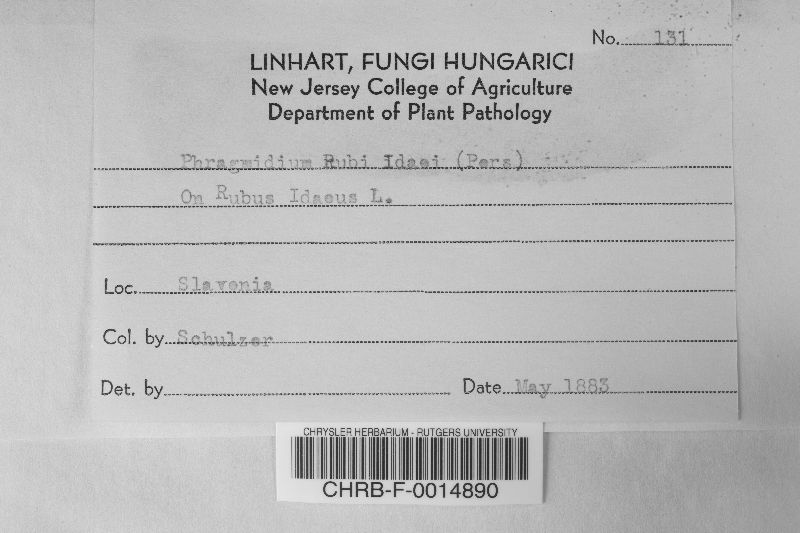 No. 131
LINHART, FUNGI HUNGARICI
New Jersey College of Agriculture
Department of Plant Pathology
Phragmidium Rubi Idaei (Pers)
On Rubus Idaeus L.
Loc. Slavonia
Col. by Schulzer
Det. by Date May 1883
CHRYSLER HERBARIUM - RUTGERS UNIVERSITY
CHRB-F-0014890